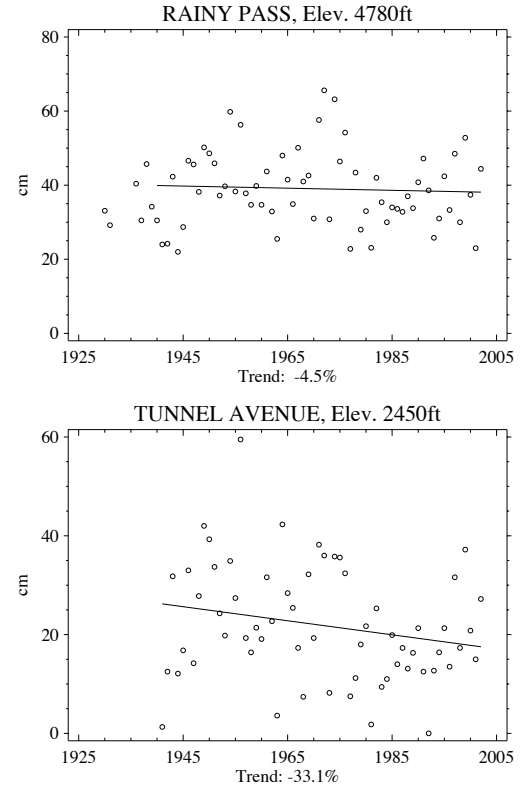 RAINY PASS, Elev. 4780ft
80
60
40
20
0
cm
1925 1945 1965 1985 2005
Trend: -4.5%
TUNNEL AVENUE, Elev. 2450ft
60
40
20
0
cm
1925 1945 1965 1985 2005
Trend: -33.1%